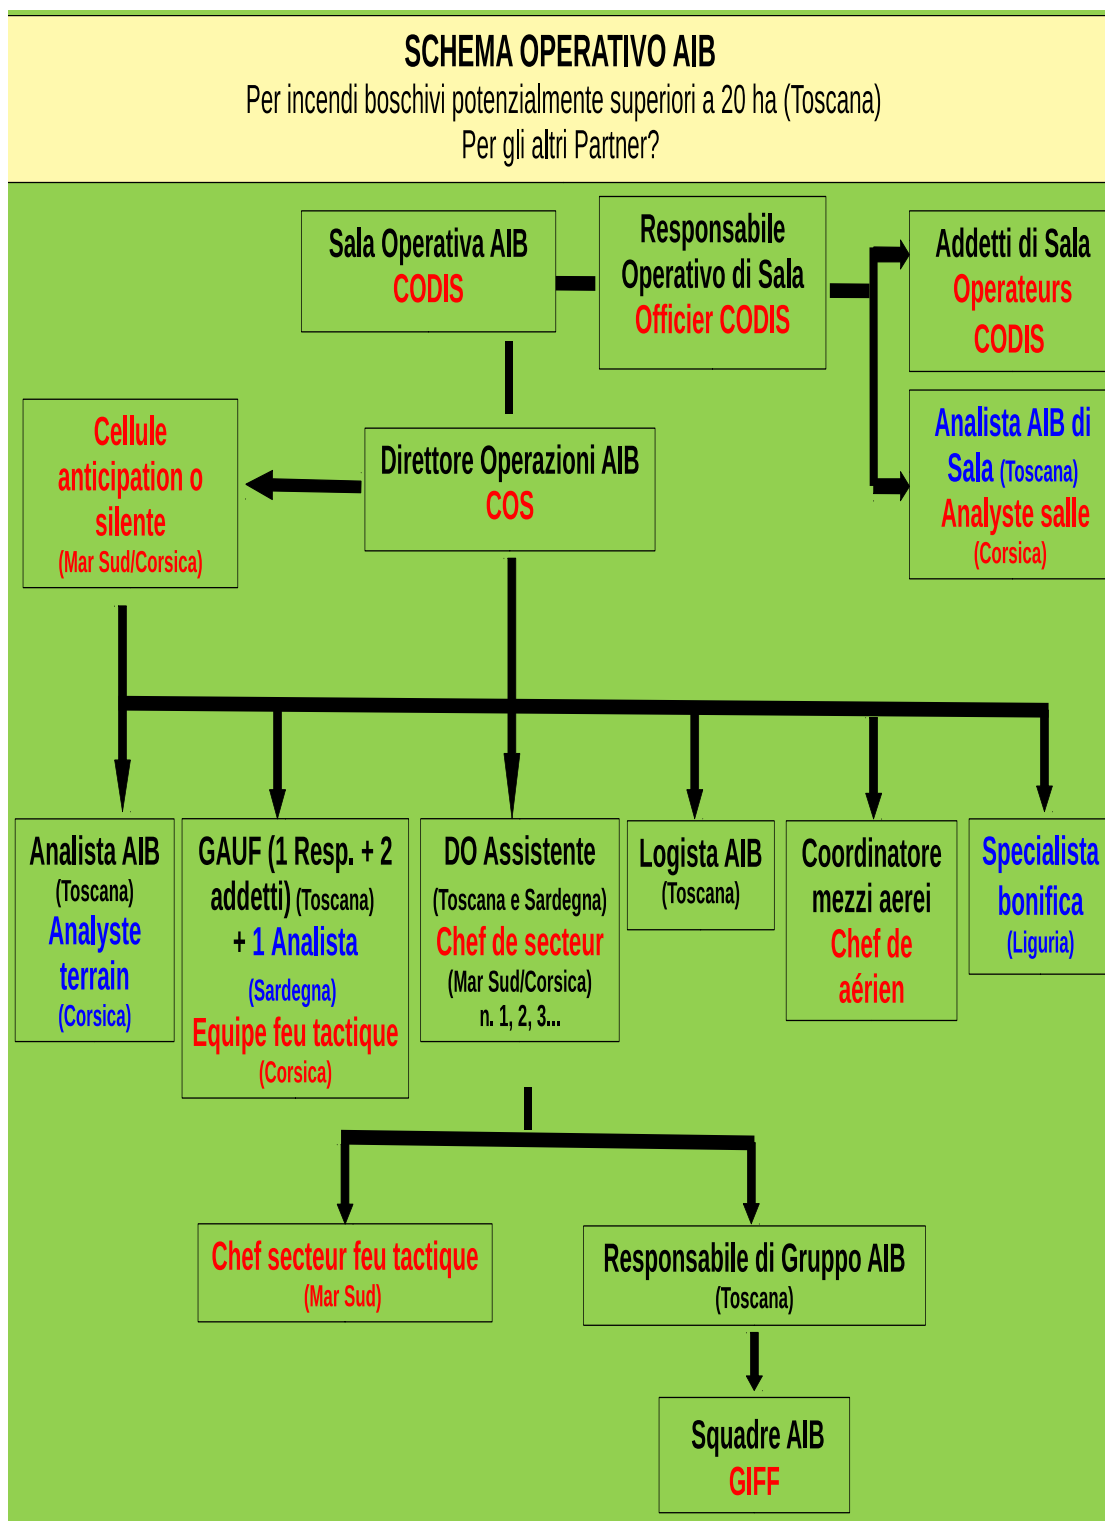 SCHEMA OPERATIVO AIB
Per incendi boschivi potenzialmente superiori a 20 ha (Toscana)
Per gli altri Partner?
Sala Operativa AIB
CODIS
Responsabile
Operativo di Sala
Officier CODIS
Addetti di Sala
Operateurs
CODIS
Analista AIB di
Sala (Toscana)
Analyste salle
(Corsica)
Cellule
anticipation o
silente
(Mar Sud/Corsica)
Direttore Operazioni AIB
COS
Analista AIB
(Toscana)
Analyste
terrain
(Corsica)
GAUF (1 Resp. + 2
addetti) (Toscana)
+ 1 Analista
(Sardegna)
Equipe feu tactique
(Corsica)
DO Assistente
(Toscana e Sardegna)
Chef de secteur
(Mar Sud/Corsica)
n. 1, 2, 3...
Logista AIB
(Toscana)
Coordinatore
mezzi aerei
Chef de
aérien
Specialista
bonifica
(Liguria)
Chef secteur feu tactique
(Mar Sud)
Responsabile di Gruppo AIB
(Toscana)
Squadre AIB
GIFF